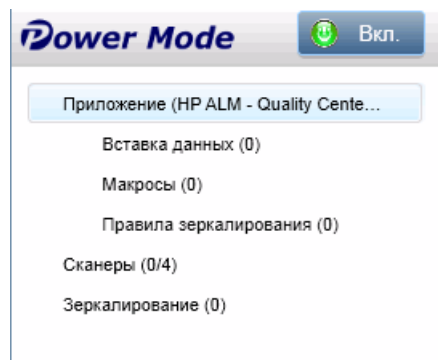 Power Mode
Вкл.
Приложение (HP ALM - Quality Cente...
Вставка данных (0)
Макросы (0)
Правила зеркалирования (0)
Сканеры (0/4)
Зеркалирование (0)